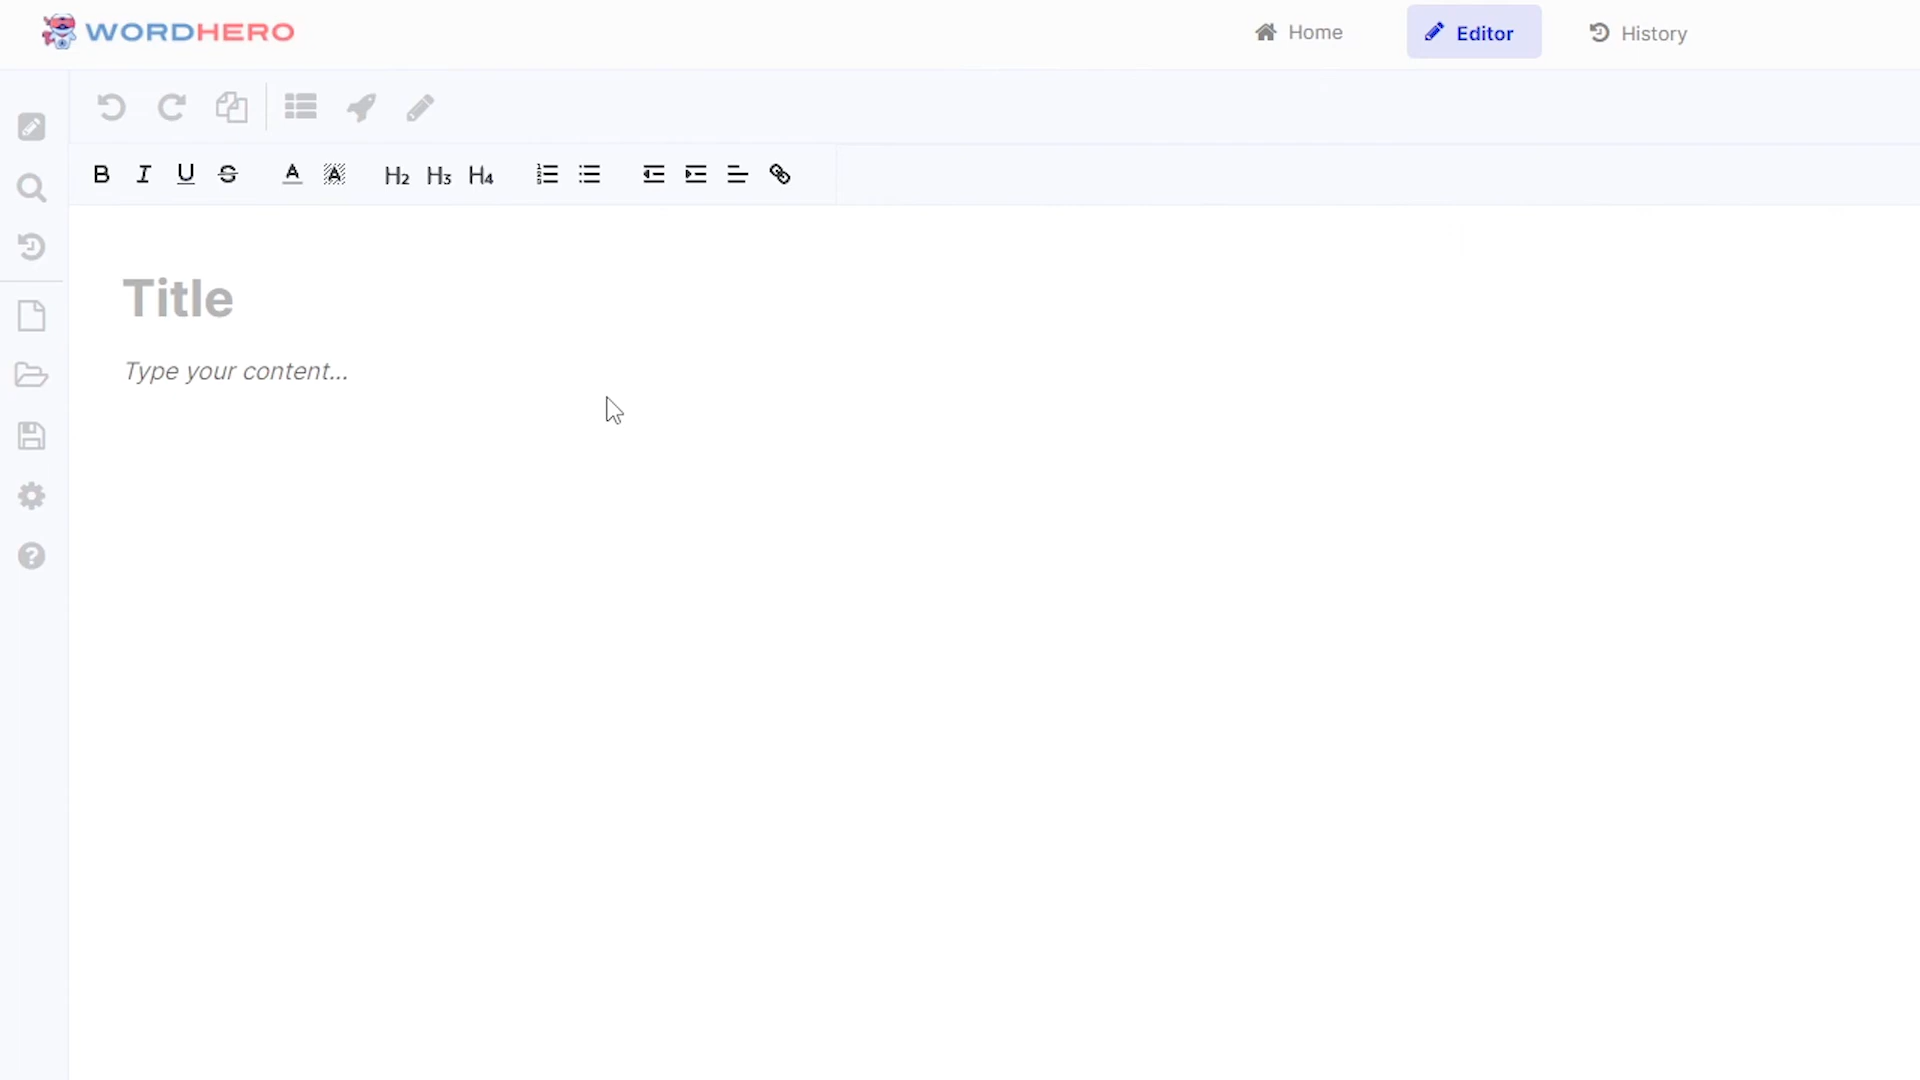 WORDHERO
Home
Editor
History
B I U S A A H2 H3 H4
Title
Type your content...